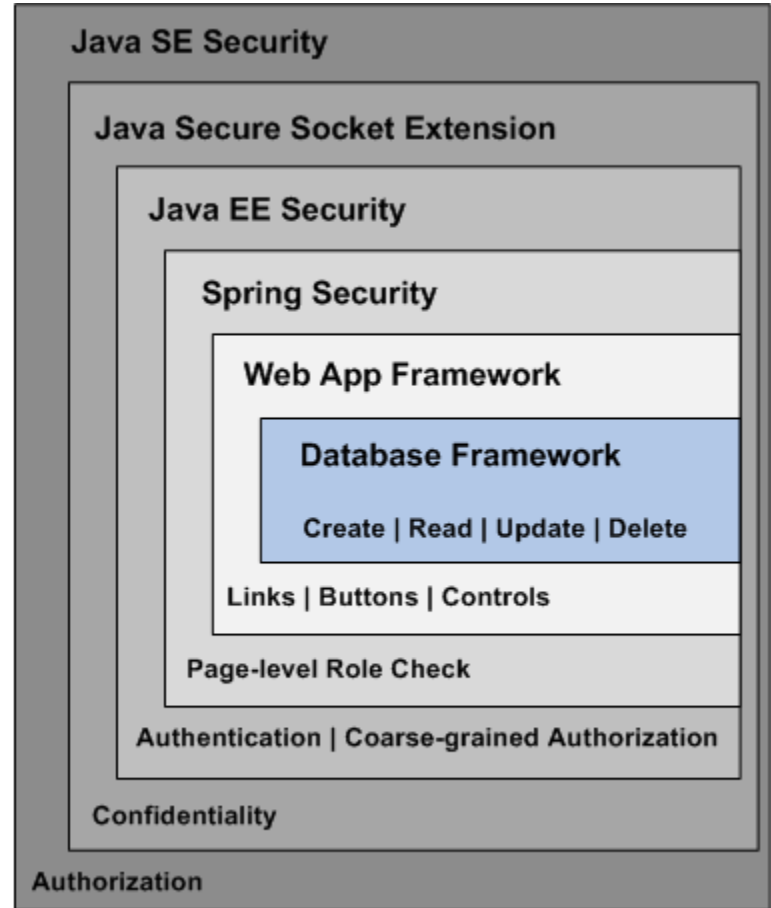 Java SE Security
Java Secure Socket Extension
Java EE Security
Spring Security
Web App Framework
Database Framework
Create | Read | Update | Delete
Links | Buttons | Controls
Page-level Role Check
Authentication | Coarse-grained Authorization
Confidentiality
Authorization